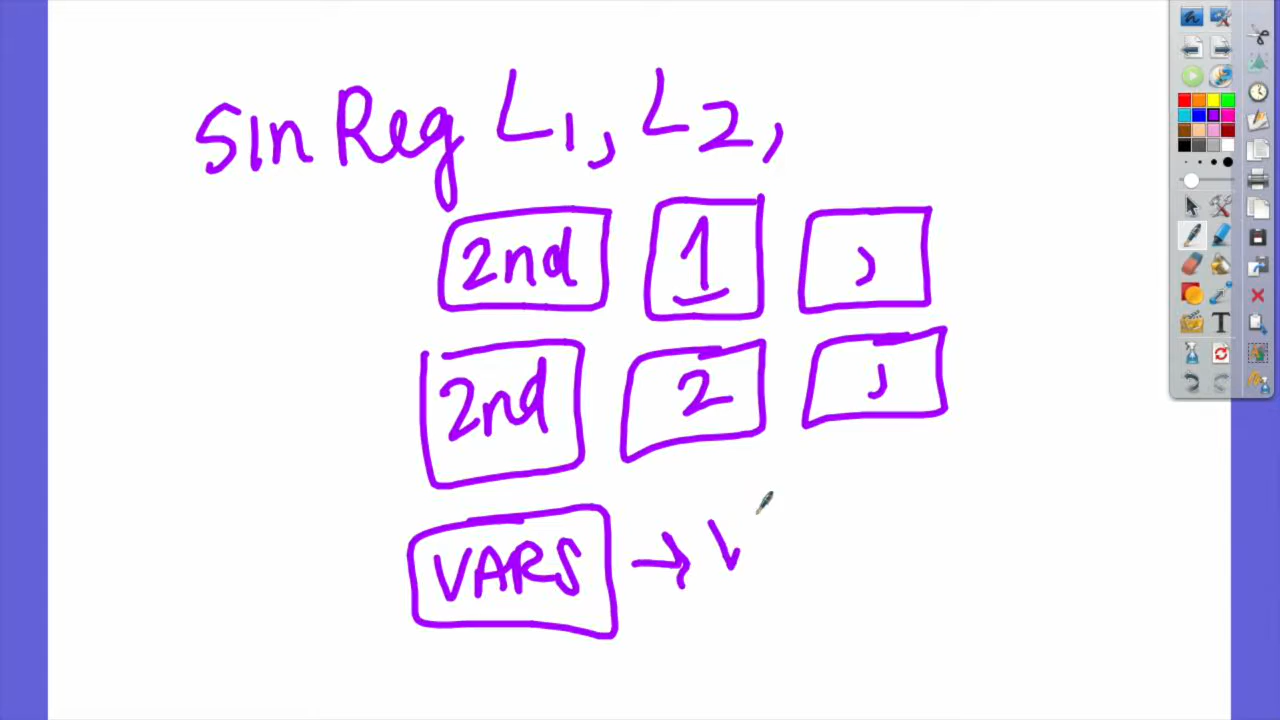 SinReg L1, L2,
2nd 1 ,
2nd 2 ,
VARS →